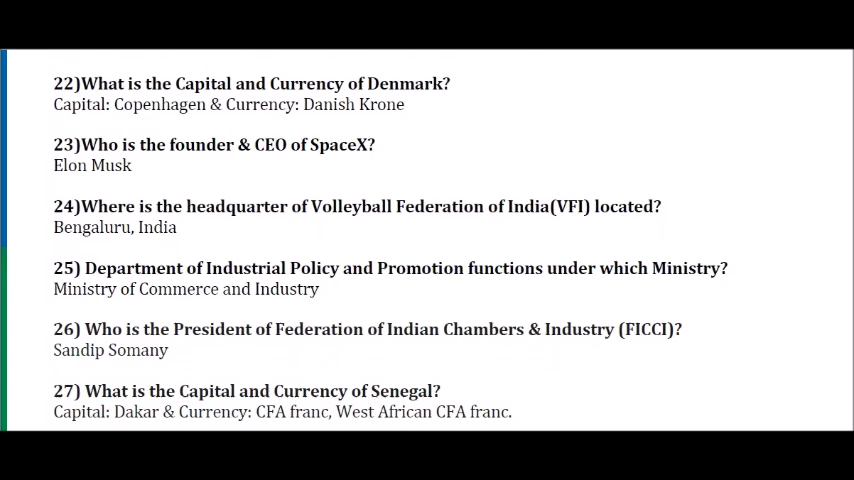 22)What is the Capital and Currency of Denmark?
Capital: Copenhagen & Currency: Danish Krone
23)Who is the founder & CEO of SpaceX?
Elon Musk
24)Where is the headquarter of Volleyball Federation of India(VFI) located?
Bengaluru, India
25) Department of Industrial Policy and Promotion functions under which Ministry?
Ministry of Commerce and Industry
26) Who is the President of Federation of Indian Chambers & Industry (FICCI)?
Sandip Somany
27) What is the Capital and Currency of Senegal?
Capital: Dakar & Currency: CFA franc, West African CFA franc.